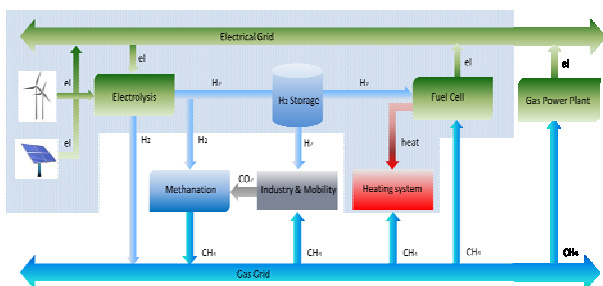 Electrical Grid
el
el
el
el
el
H₂
H₂
Electrolysis
H₂ Storage
Fuel Cell
Gas Power Plant
H₂
H₂
H₂
heat
CO₂
Methanation
Industry & Mobility
Heating system
CH₄
CH₄
CH₄
CH₄
CH₄
Gas Grid